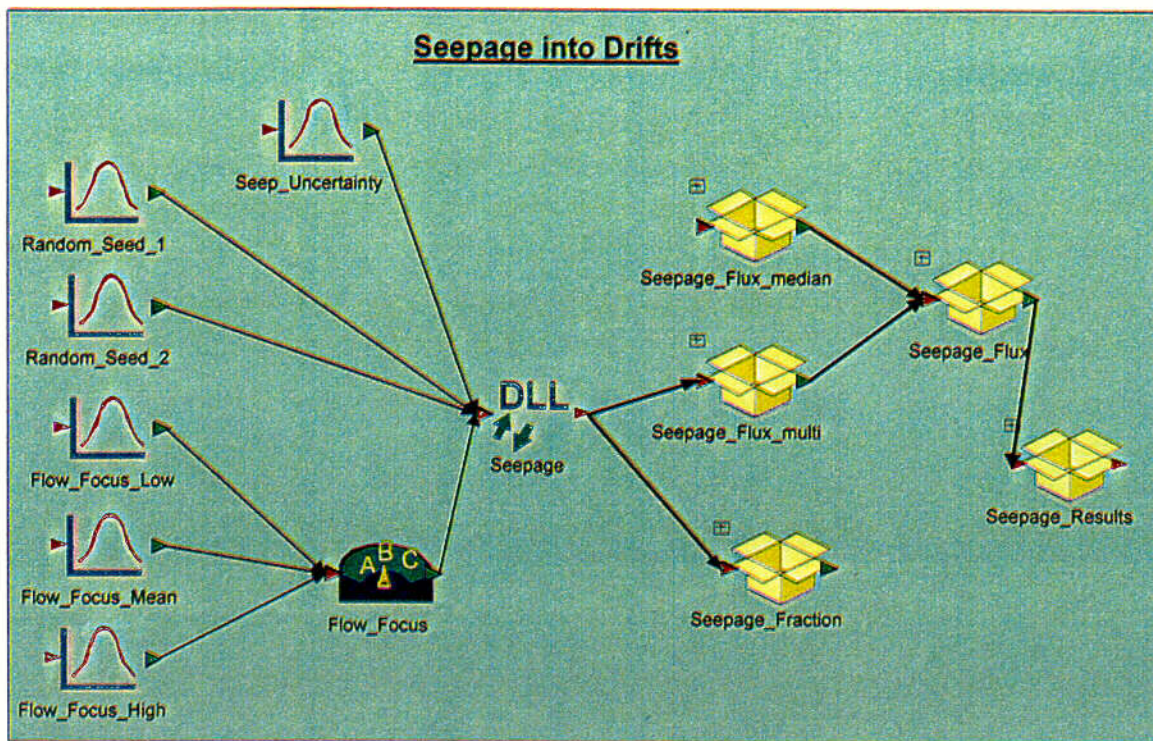 Seepage into Drifts
Seep_Uncertainty
Random_Seed_1
Random_Seed_2
Flow_Focus_Low
Flow_Focus_Mean
Flow_Focus_High
A B C
Flow_Focus
DLL
Seepage
Seepage_Flux_median
Seepage_Flux_multi
Seepage_Fraction
Seepage_Flux
Seepage_Results